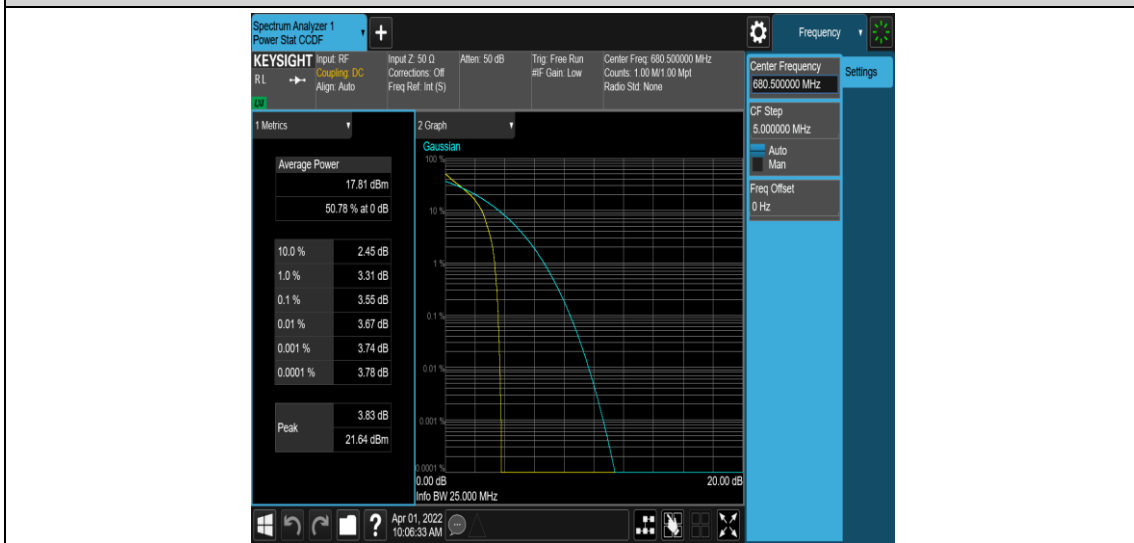 Spectrum Analyzer 1
Power Stat CCDF
+
Frequency
KEYSIGHT
RL
LXI
Input: RF
Coupling: DC
Align: Auto
Input Z: 50 Ω
Corrections: Off
Freq Ref: Int (S)
Atten: 50 dB
Trig: Free Run
#IF Gain: Low
Center Freq: 680.500000 MHz
Counts: 1.00 M/1.00 Mpt
Radio Std: None
Center Frequency
680.500000 MHz
Settings
CF Step
5.000000 MHz
Auto
Man
Freq Offset
0 Hz
1 Metrics
Average Power
17.81 dBm
50.78 % at 0 dB
10.0 % 2.45 dB
1.0 % 3.31 dB
0.1 % 3.55 dB
0.01 % 3.67 dB
0.001 % 3.74 dB
0.0001 % 3.78 dB
Peak
3.83 dB
21.64 dBm
2 Graph
Gaussian
100 %
10 %
1 %
0.1 %
0.01 %
0.001 %
0.0001 %
0.00 dB 20.00 dB
Info BW 25.000 MHz
?
Apr 01, 2022
10:06:33 AM